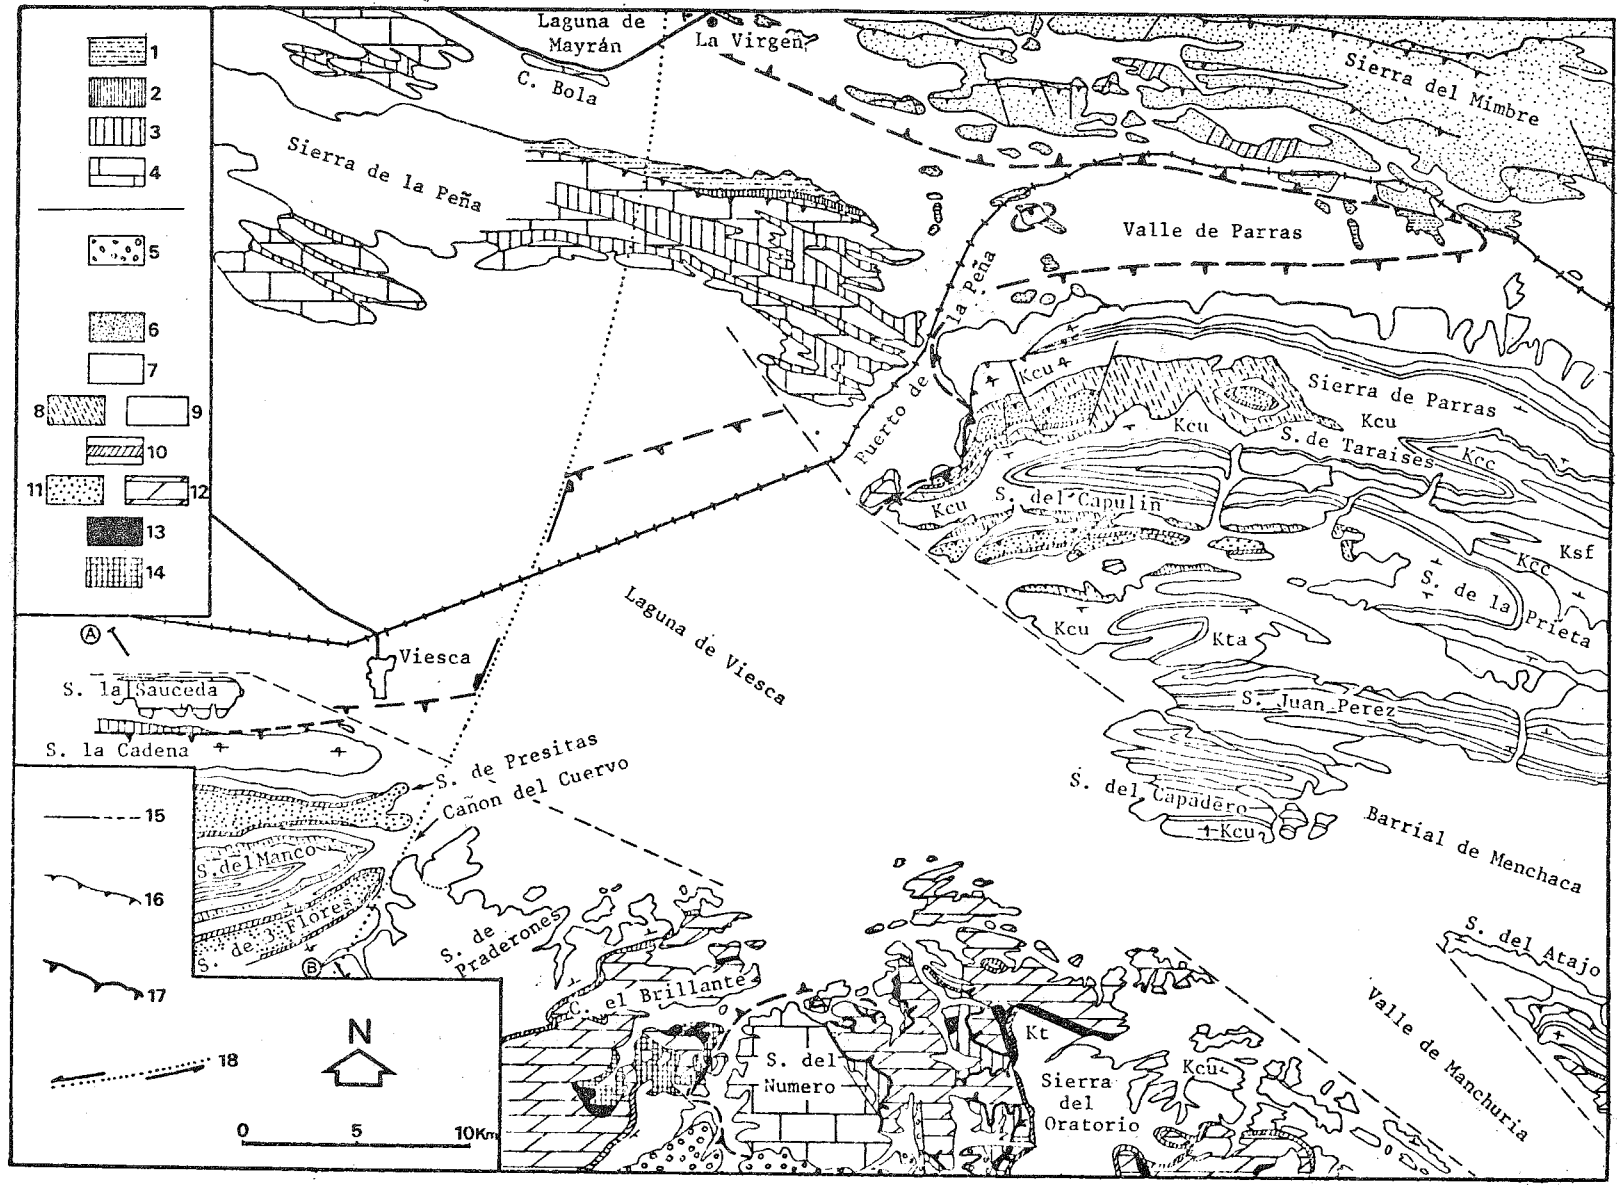 1
2
3
4
5
6
7
8
9
10
11
12
13
14
15
16
17
18
N
0
5
10Km
Laguna de
Mayrán
La Virgen
C. Bola
Sierra del Mimbre
Sierra de la Peña
Valle de Parras
Puerto de la Peña
Kcu
Sierra de Parras
Kcu
Kcu
S. de Taraises
Kcc
S. del Capulin
Kcu
Ksf
Kcc
S. de la Prieta
Laguna de Viesca
Kcu
Kta
A
Viesca
S. la Sauceda
S. la Cadena
S. Juan Perez
S. de Presitas
Cañon del Cuervo
S. del Capadero
Kcu
Barrial de Menchaca
S. del Manco
S. de 3 Flores
B
S. de
Praderones
S. del Atajo
C. el Brillante
Valle de Manchuria
Kt
S. del
Numero
Kcu
Sierra
del
Oratorio